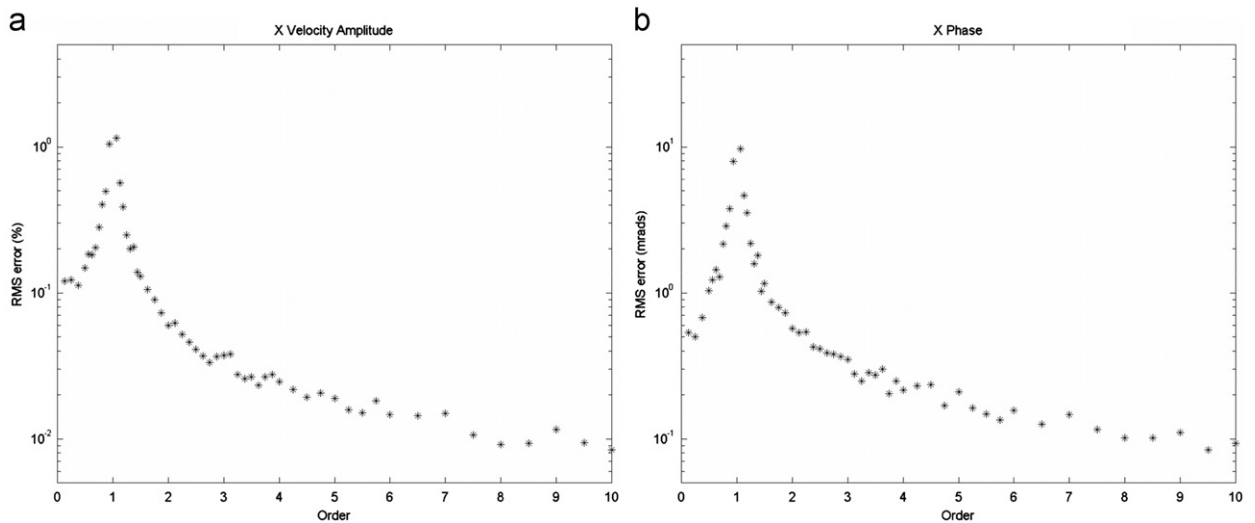 a
X Velocity Amplitude
RMS error (%)
10^0
10^-1
10^-2
0 1 2 3 4 5 6 7 8 9 10
Order
b
X Phase
RMS error (mrads)
10^1
10^0
10^-1
0 1 2 3 4 5 6 7 8 9 10
Order